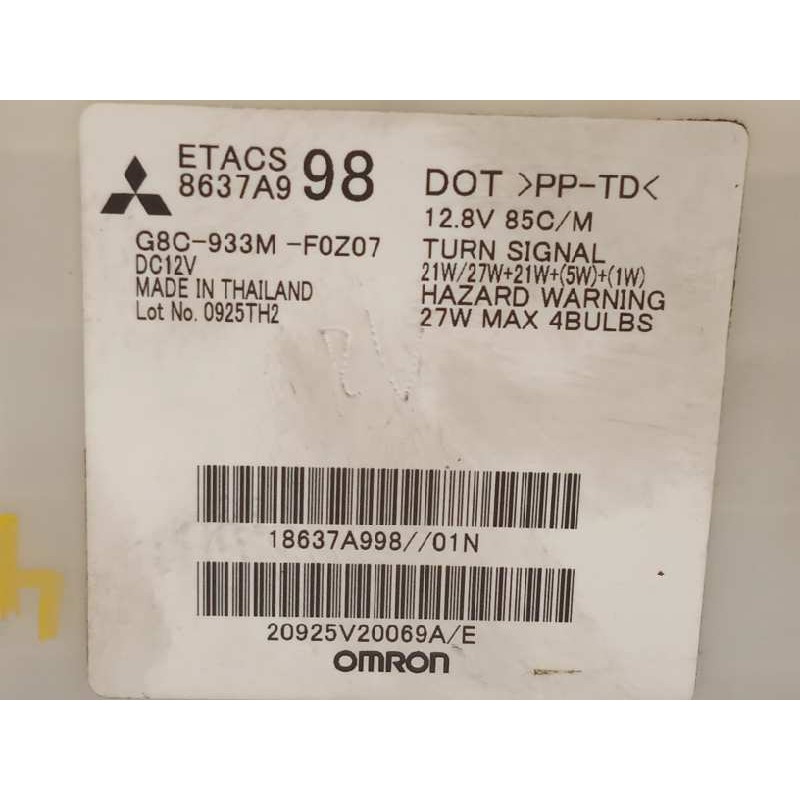 ETACS
8637A9 98
G8C-933M -F0Z07
DC12V
MADE IN THAILAND
Lot No. 0925TH2
DOT >PP-TD<
12.8V 85C/M
TURN SIGNAL
21W/27W+21W+(5W)+(1W)
HAZARD WARNING
27W MAX 4BULBS
18637A998//01N
20925V20069A/E
OMRON